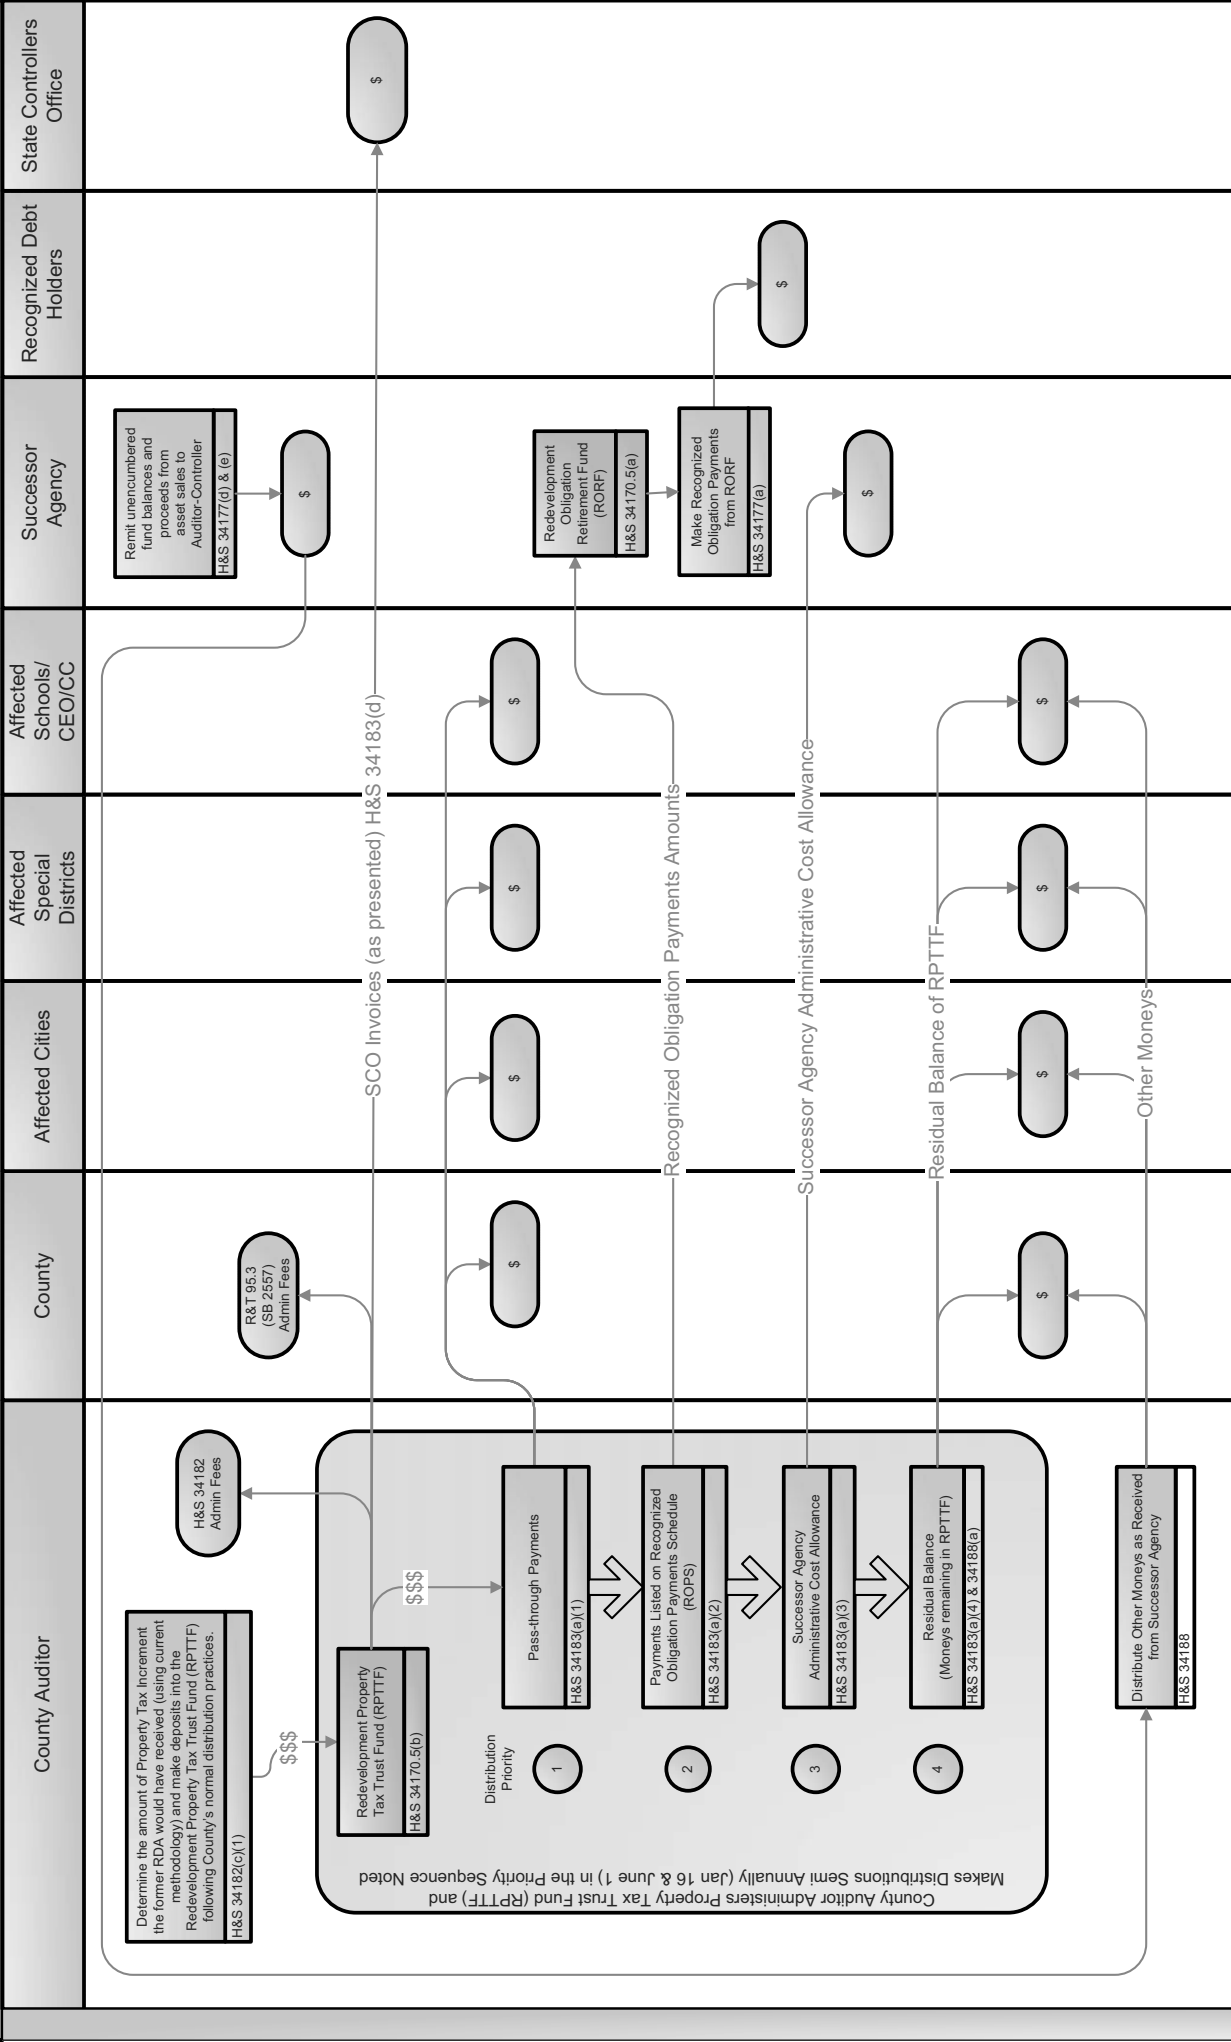 County Auditor
County
Affected Cities
Affected
Special
Districts
Affected
Schools/
CEO/CC
Successor
Agency
Recognized Debt
Holders
State Controllers
Office
Determine the amount of Property Tax Increment
the former RDA would have received (using current
methodology) and make deposits into the
Redevelopment Property Tax Trust Fund (RPTTF)
following County's normal distribution practices.
H&S 34182(c)(1)
$$$
H&S 34182
Admin Fees
R&T 95.3
(SB 2557)
Admin Fees
Remit unencumbered
fund balances and
proceeds from
asset sales to
Auditor-Controller
H&S 34177(d) & (e)
$
SCO Invoices (as presented) H&S 34183(d)
$
Redevelopment Property
Tax Trust Fund (RPTTF)
H&S 34170.5(b)
$$$
County Auditor Administers Property Tax Trust Fund (RPTTF) and
Makes Distributions Semi Annually (Jan 16 & June 1) in the Priority Sequence Noted
Distribution
Priority
1
Pass-through Payments
H&S 34183(a)(1)
$
$
$
$
2
Payments Listed on Recognized
Obligation Payments Schedule
(ROPS)
H&S 34183(a)(2)
Recognized Obligation Payments Amounts
Redevelopment
Obligation
Retirement Fund
(RORF)
H&S 34170.5(a)
Make Recognized
Obligation Payments
from RORF
H&S 34177(a)
$
3
Successor Agency
Administrative Cost Allowance
H&S 34183(a)(3)
Successor Agency Administrative Cost Allowance
$
4
Residual Balance
(Moneys remaining in RPTTF)
H&S 34183(a)(4) & 34188(a)
Residual Balance of RPTTF
$
$
$
$
Distribute Other Moneys as Received
from Successor Agency
H&S 34188
Other Moneys